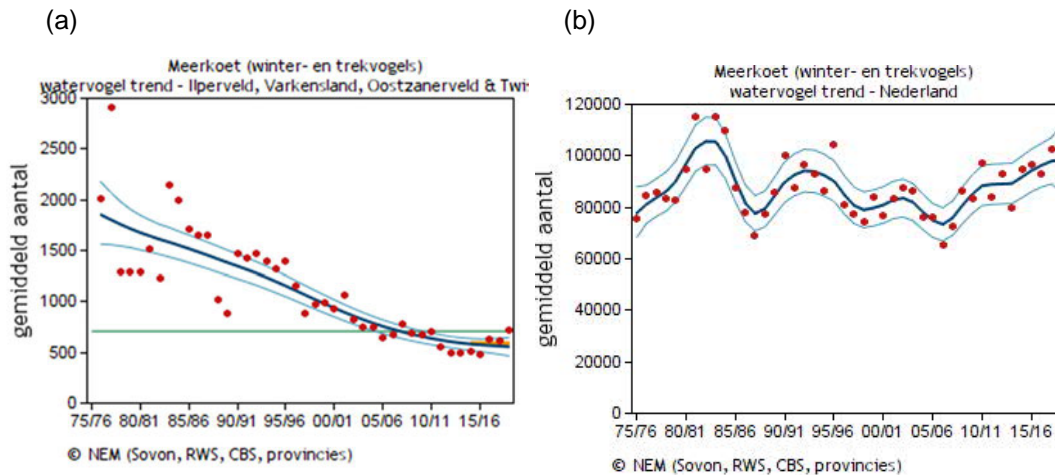 (a)
Meerkoet (winter- en trekvogels)
watervogel trend - Ilperveld, Varkensland, Oostzanerveld & Twis
gemiddeld aantal
3000
2500
2000
1500
1000
500
0
75/76 80/81 85/86 90/91 95/96 00/01 05/06 10/11 15/16
© NEM (Sovon, RWS, CBS, provincies)
(b)
Meerkoet (winter- en trekvogels)
watervogel trend - Nederland
gemiddeld aantal
120000
100000
80000
60000
40000
20000
0
75/76 80/81 85/86 90/91 95/96 00/01 05/06 10/11 15/16
© NEM (Sovon, RWS, CBS, provincies)